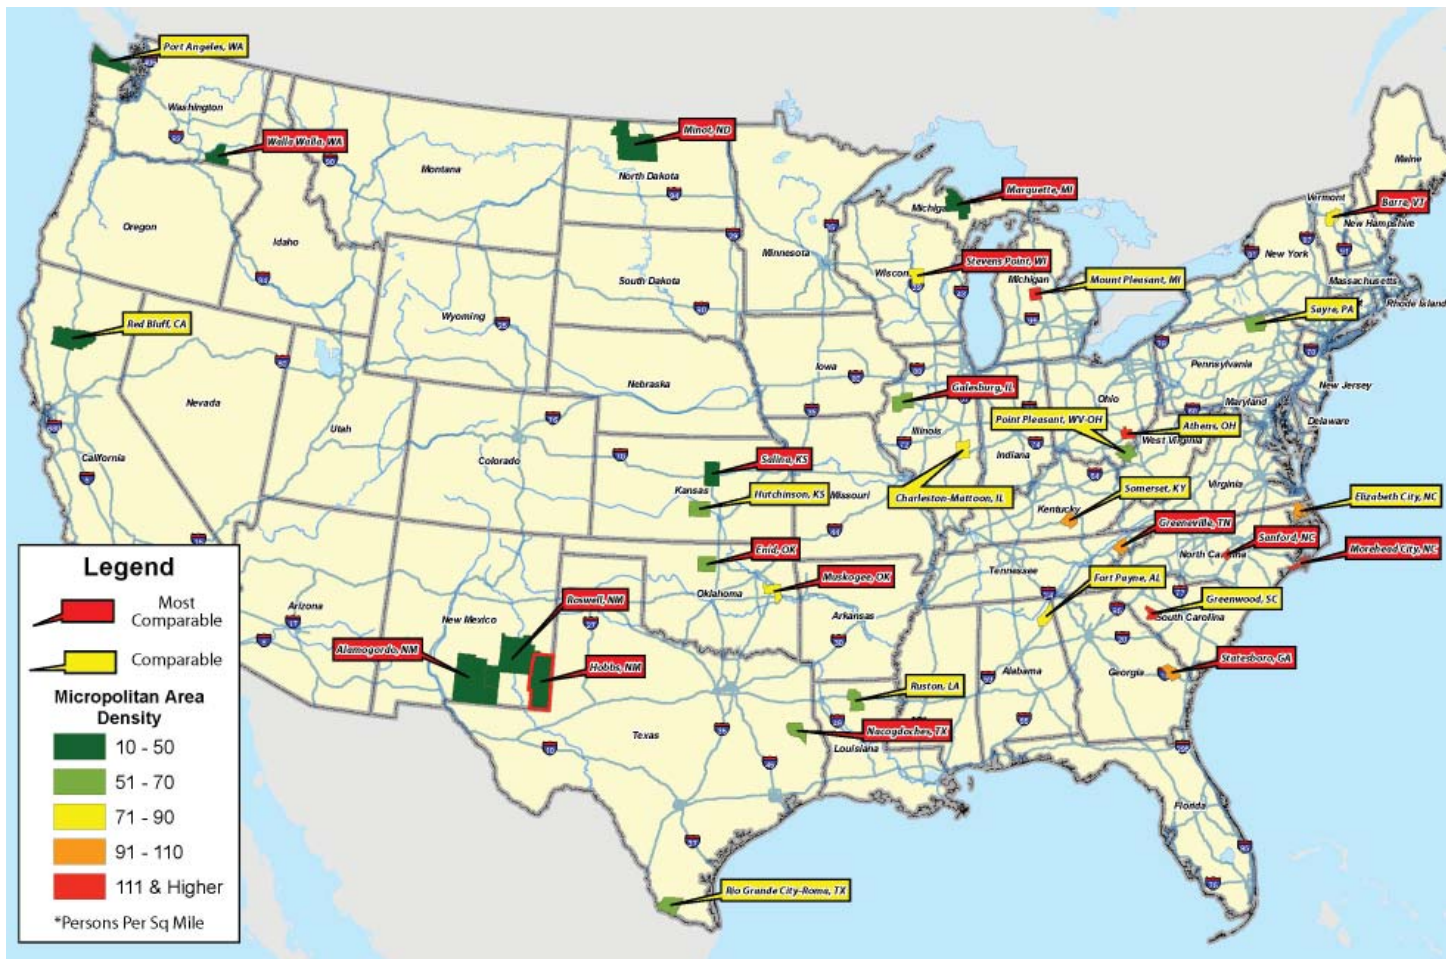 Port Angeles, WA
Washington
Walla Walla, WA
Minot, ND
Montana
North Dakota
Maine
Marquette, MI
Vermont
Barre, VT
New Hampshire
Oregon
Idaho
Minnesota
New York
Stevens Point, WI
Michigan
Mount Pleasant, MI
Massachusetts
Rhode Island
South Dakota
Wyoming
Sayre, PA
Red Bluff, CA
Iowa
Pennsylvania
Nebraska
Galesburg, IL
New Jersey
Nevada
Ohio
Maryland
Point Pleasant, WV-OH
Athens, OH
Delaware
Utah
Illinois
West Virginia
Colorado
Salina, KS
Indiana
California
Kansas
Hutchinson, KS
Missouri
Charleston-Mattoon, IL
Somerset, KY
Virginia
Elizabeth City, NC
Kentucky
Greeneville, TN
Sanford, NC
Morehead City, NC
North Carolina
Enid, OK
Muskogee, OK
Tennessee
Fort Payne, AL
Greenwood, SC
South Carolina
Oklahoma
Arkansas
Arizona
New Mexico
Roswell, NM
Alamogordo, NM
Hobbs, NM
Statesboro, GA
Alabama
Georgia
Ruston, LA
Nacogdoches, TX
Texas
Louisiana
Florida
Rio Grande City-Roma, TX
Legend
Most
Comparable
Comparable
Micropolitan Area
Density
10 - 50
51 - 70
71 - 90
91 - 110
111 & Higher
*Persons Per Sq Mile